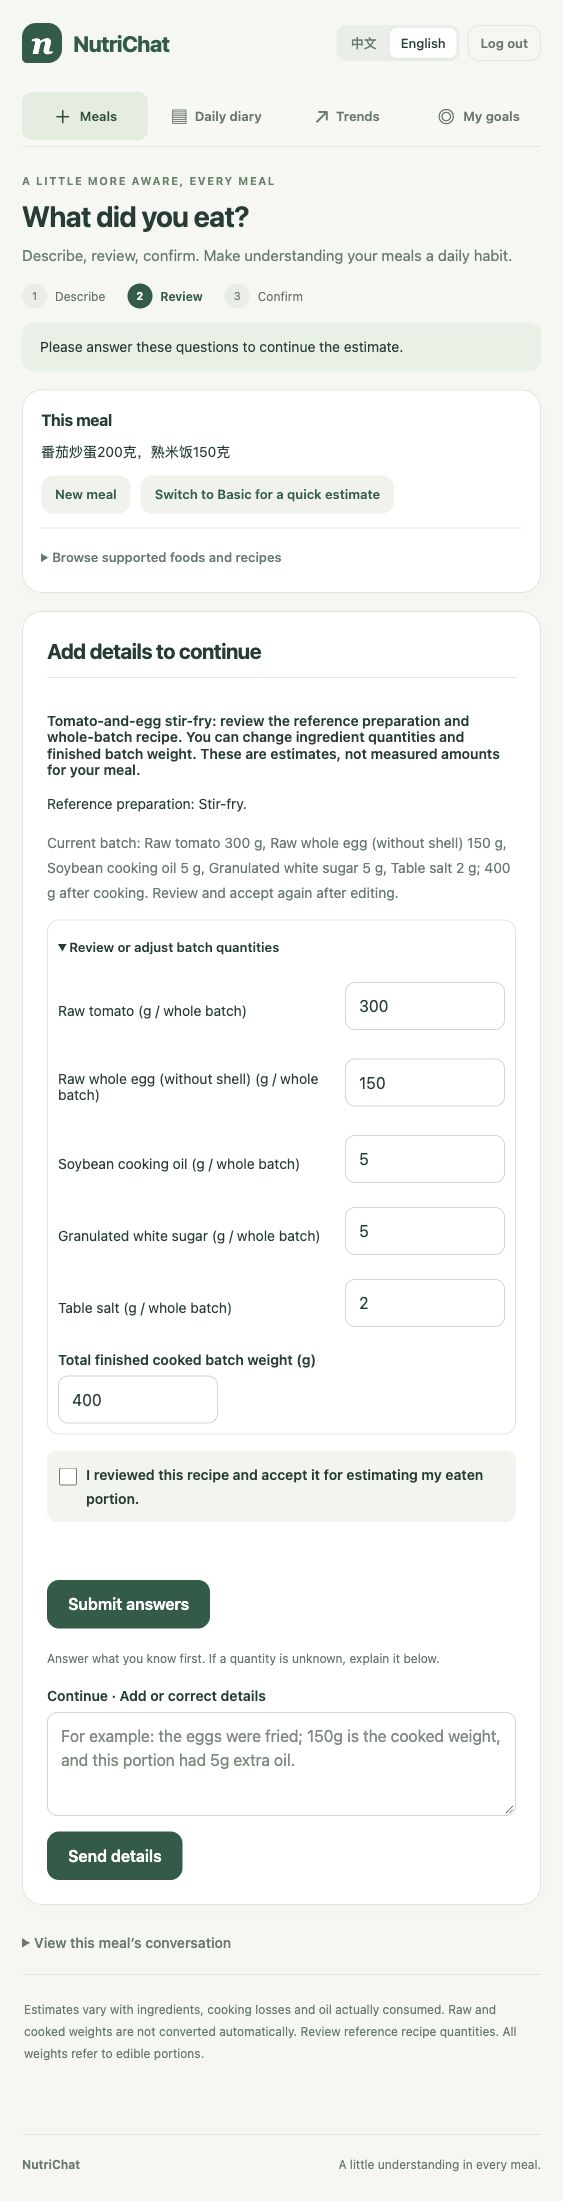 n NutriChat
中文 English Log out
Meals Daily diary Trends My goals
A LITTLE MORE AWARE, EVERY MEAL
What did you eat?
Describe, review, confirm. Make understanding your meals a daily habit.
1 Describe 2 Review 3 Confirm
Please answer these questions to continue the estimate.
This meal
番茄炒蛋200克，熟米饭150克
New meal Switch to Basic for a quick estimate
Browse supported foods and recipes
Add details to continue
Tomato-and-egg stir-fry: review the reference preparation and
whole-batch recipe. You can change ingredient quantities and
finished batch weight. These are estimates, not measured amounts
for your meal.
Reference preparation: Stir-fry.
Current batch: Raw tomato 300 g, Raw whole egg (without shell) 150 g,
Soybean cooking oil 5 g, Granulated white sugar 5 g, Table salt 2 g; 400
g after cooking. Review and accept again after editing.
Review or adjust batch quantities
Raw tomato (g / whole batch) 300
Raw whole egg (without shell) (g / whole
batch) 150
Soybean cooking oil (g / whole batch) 5
Granulated white sugar (g / whole batch) 5
Table salt (g / whole batch) 2
Total finished cooked batch weight (g)
400
I reviewed this recipe and accept it for estimating my eaten
portion.
Submit answers
Answer what you know first. If a quantity is unknown, explain it below.
Continue · Add or correct details
For example: the eggs were fried; 150g is the cooked weight,
and this portion had 5g extra oil.
Send details
View this meal’s conversation
Estimates vary with ingredients, cooking losses and oil actually consumed. Raw and
cooked weights are not converted automatically. Review reference recipe quantities. All
weights refer to edible portions.
NutriChat A little understanding in every meal.